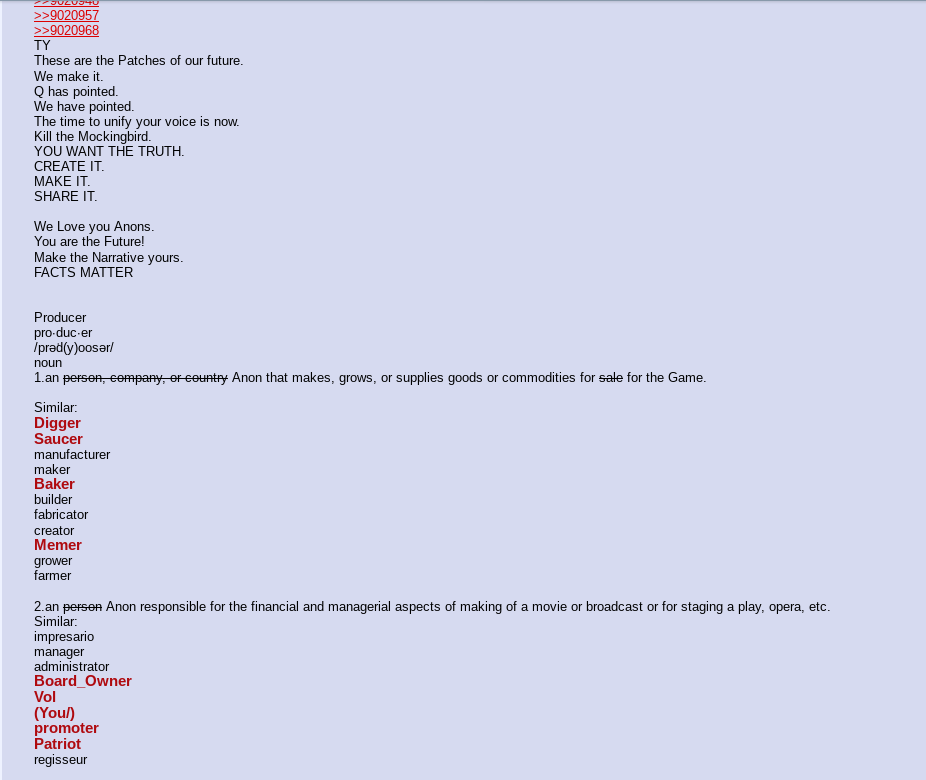 >>9020948
>>9020957
>>9020968
TY
These are the Patches of our future.
We make it.
Q has pointed.
We have pointed.
The time to unify your voice is now.
Kill the Mockingbird.
YOU WANT THE TRUTH.
CREATE IT.
MAKE IT.
SHARE IT.
We Love you Anons.
You are the Future!
Make the Narrative yours.
FACTS MATTER
Producer
pro·duc·er
/prəˈd(y)oosər/
noun
1.an person, company, or country Anon that makes, grows, or supplies goods or commodities for sale for the Game.
Similar:
Digger
Saucer
manufacturer
maker
Baker
builder
fabricator
creator
Memer
grower
farmer
2.an person Anon responsible for the financial and managerial aspects of making of a movie or broadcast or for staging a play, opera, etc.
Similar:
impresario
manager
administrator
Board_Owner
Vol
(You/)
promoter
Patriot
regisseur